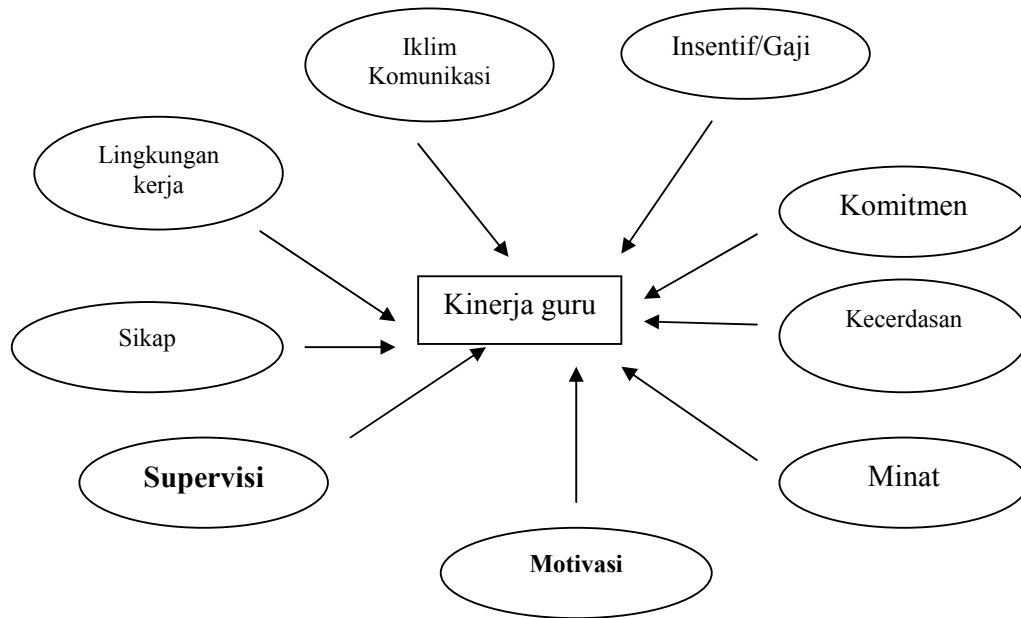 Iklim
Komunikasi
Insentif/Gaji
Lingkungan
kerja
Komitmen
Kinerja guru
Kecerdasan
Sikap
Supervisi
Minat
Motivasi